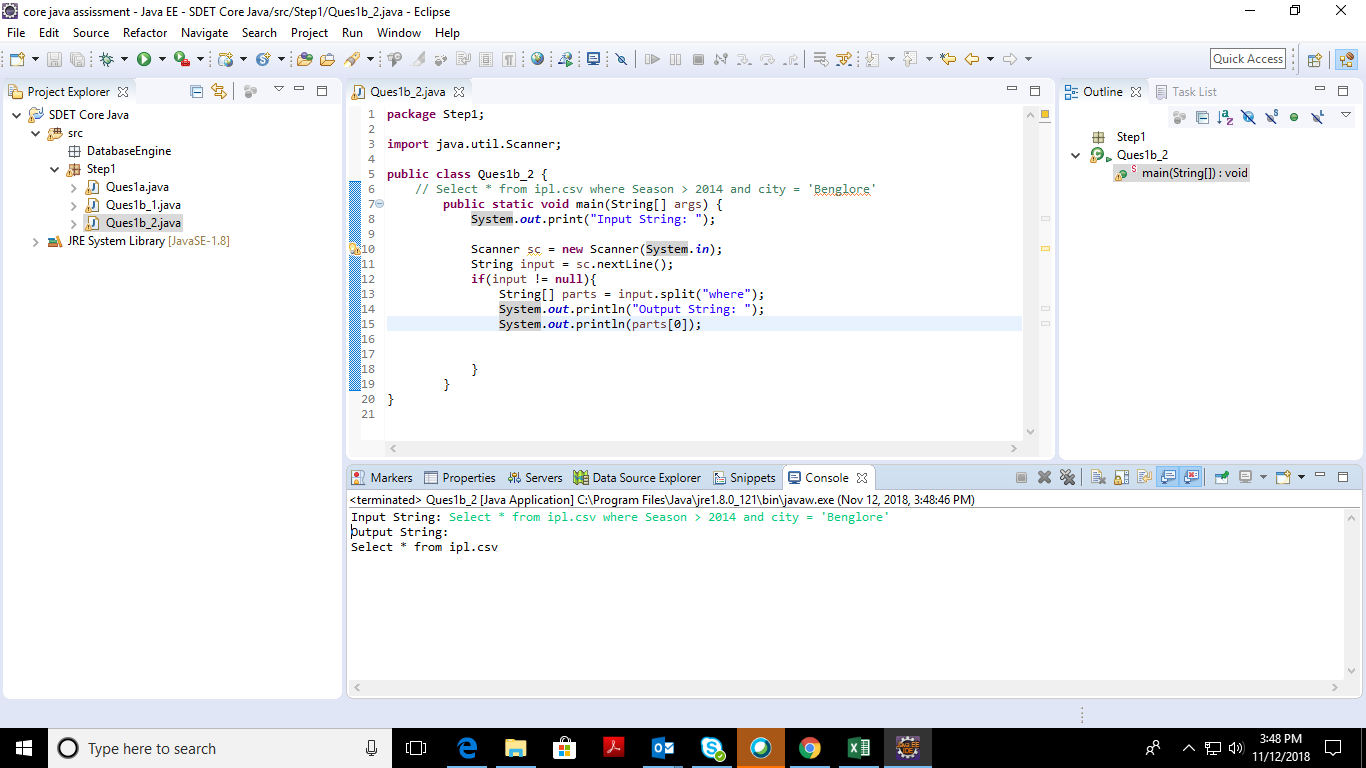 core java assissment - Java EE - SDET Core Java/src/Step1/Ques1b_2.java - Eclipse
File Edit Source Refactor Navigate Search Project Run Window Help
Quick Access
Project Explorer
SDET Core Java
src
DatabaseEngine
Step1
Ques1a.java
Ques1b_1.java
Ques1b_2.java
JRE System Library [JavaSE-1.8]
Ques1b_2.java
1 package Step1;
2
3 import java.util.Scanner;
4
5 public class Ques1b_2 {
6 // Select * from ipl.csv where Season > 2014 and city = 'Benglore'
7 public static void main(String[] args) {
8 System.out.print("Input String: ");
9
10 Scanner sc = new Scanner(System.in);
11 String input = sc.nextLine();
12 if(input != null){
13 String[] parts = input.split("where");
14 System.out.println("Output String: ");
15 System.out.println(parts[0]);
16
17
18 }
19 }
20 }
21
Outline Task List
Step1
Ques1b_2
main(String[]) : void
Markers Properties Servers Data Source Explorer Snippets Console
<terminated> Ques1b_2 [Java Application] C:\Program Files\Java\jre1.8.0_121\bin\javaw.exe (Nov 12, 2018, 3:48:46 PM)
Input String: Select * from ipl.csv where Season > 2014 and city = 'Benglore'
Output String:
Select * from ipl.csv
Type here to search
3:48 PM
11/12/2018